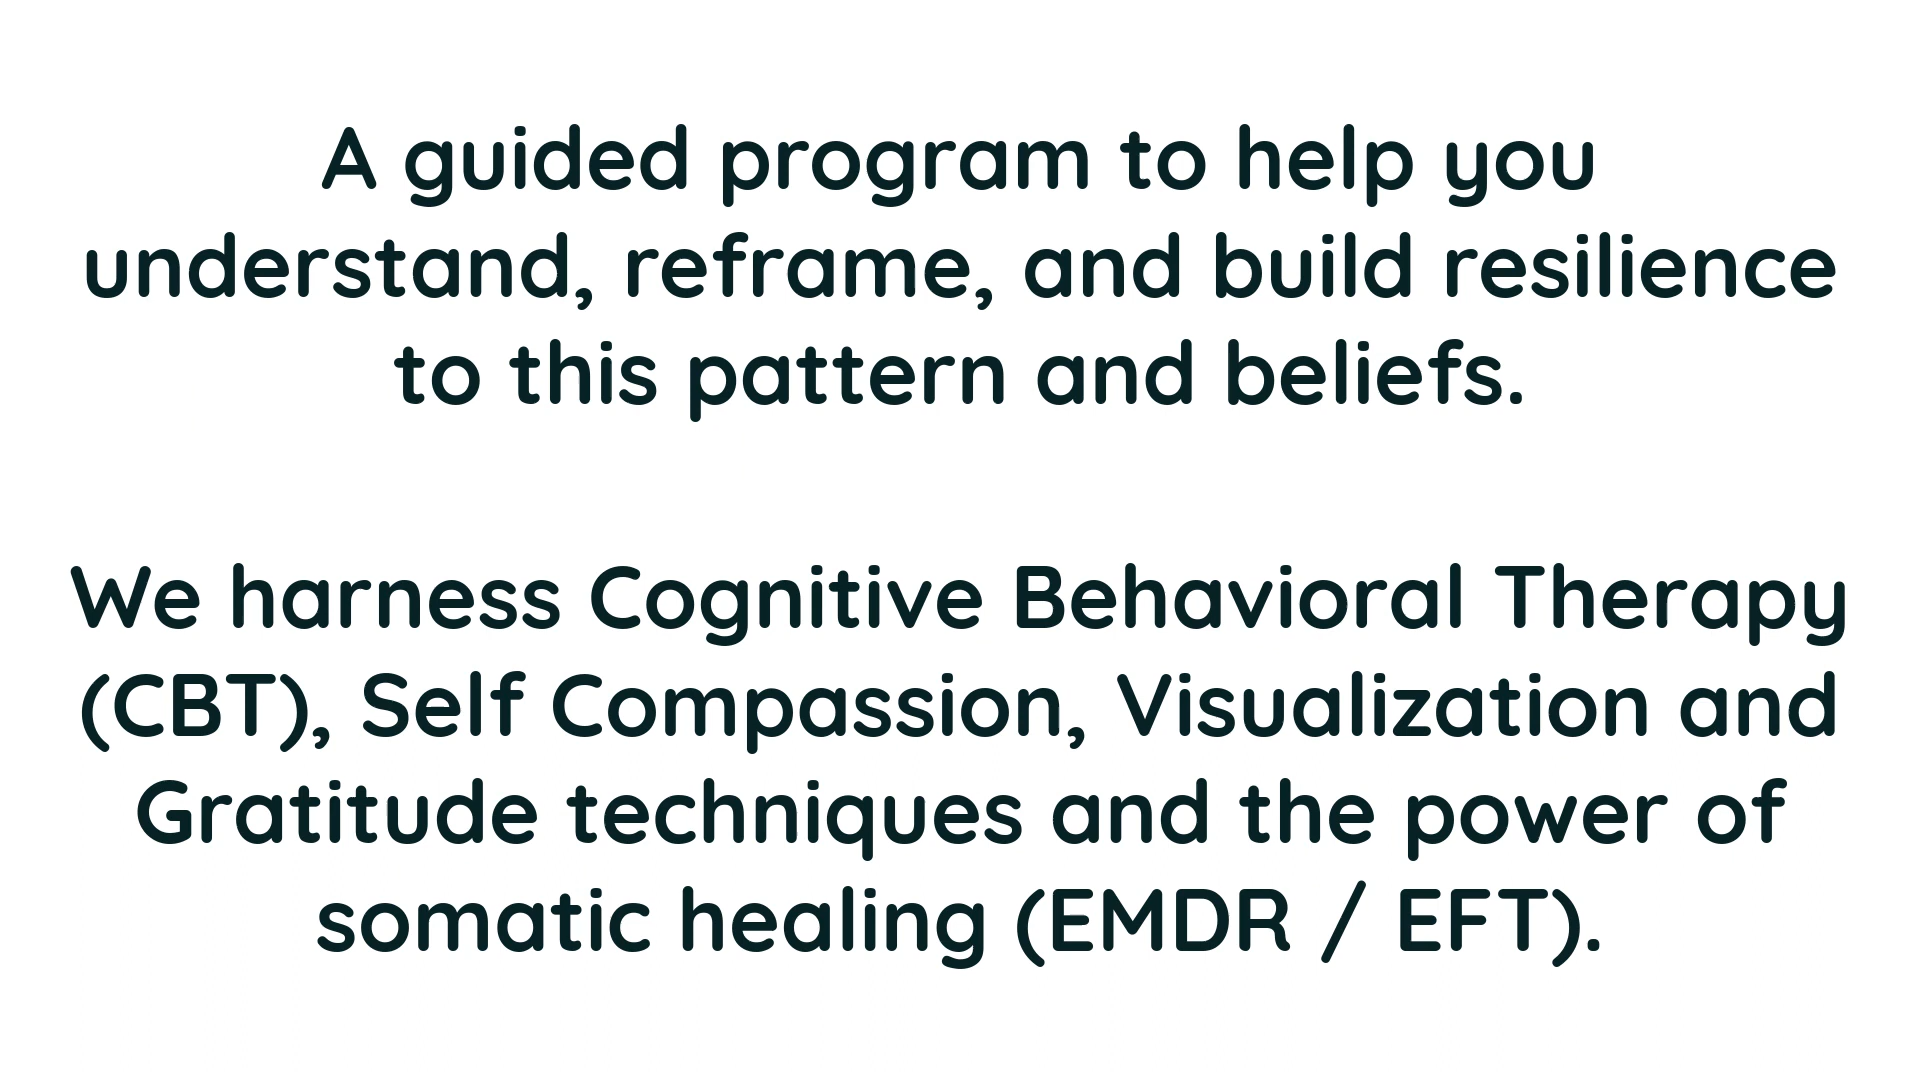 A guided program to help you
understand, reframe, and build resilience
to this pattern and beliefs.
We harness Cognitive Behavioral Therapy
(CBT), Self Compassion, Visualization and
Gratitude techniques and the power of
somatic healing (EMDR / EFT).